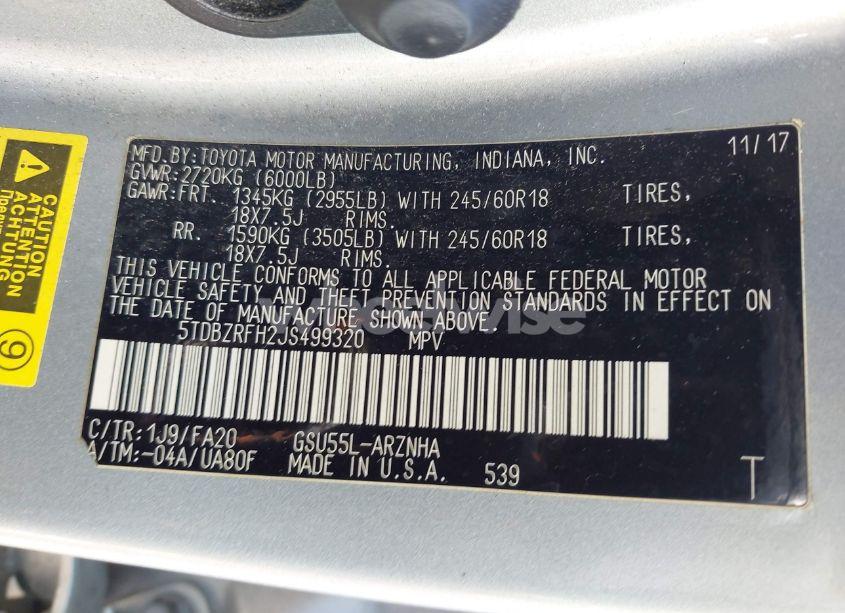 MFD.BY:TOYOTA MOTOR MANUFACTURING, INDIANA, INC. 11/17
GVWR:2720KG (6000LB)
GAWR:FRT. 1345KG (2955LB) WITH 245/60R18 TIRES,
18X7.5J RIMS.
RR. 1590KG (3505LB) WITH 245/60R18 TIRES,
18X7.5J RIMS.
THIS VEHICLE CONFORMS TO ALL APPLICABLE FEDERAL MOTOR
VEHICLE SAFETY AND THEFT PREVENTION STANDARDS IN EFFECT ON
THE DATE OF MANUFACTURE SHOWN ABOVE.
5TDBZRFH2JS499320 MPV
C/TR:1J9/FA20 GSU55L-ARZNHA
A/TM:-04A/UA80F MADE IN U.S.A. 539 T
CAUTION
ATTENTION
ACHTUNG
9